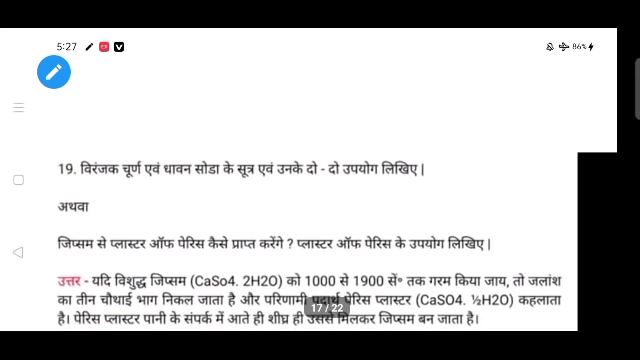 5:27
86%
19. विरंजक चूर्ण एवं धावन सोडा के सूत्र एवं उनके दो - दो उपयोग लिखिए |
अथवा
जिप्सम से प्लास्टर ऑफ पेरिस कैसे प्राप्त करेंगे ? प्लास्टर ऑफ पेरिस के उपयोग लिखिए |
उत्तर - यदि विशुद्ध जिप्सम (CaSo4. 2H2O) को 1000 से 1900 सें॰ तक गरम किया जाय, तो जलांश
का तीन चौथाई भाग निकल जाता है और परिणामी पदार्थ पेरिस प्लास्टर (CaSO4. ½H2O) कहलाता
17/22
है। पेरिस प्लास्टर पानी के संपर्क में आते ही शीघ्र ही उससे मिलकर जिप्सम बन जाता है।